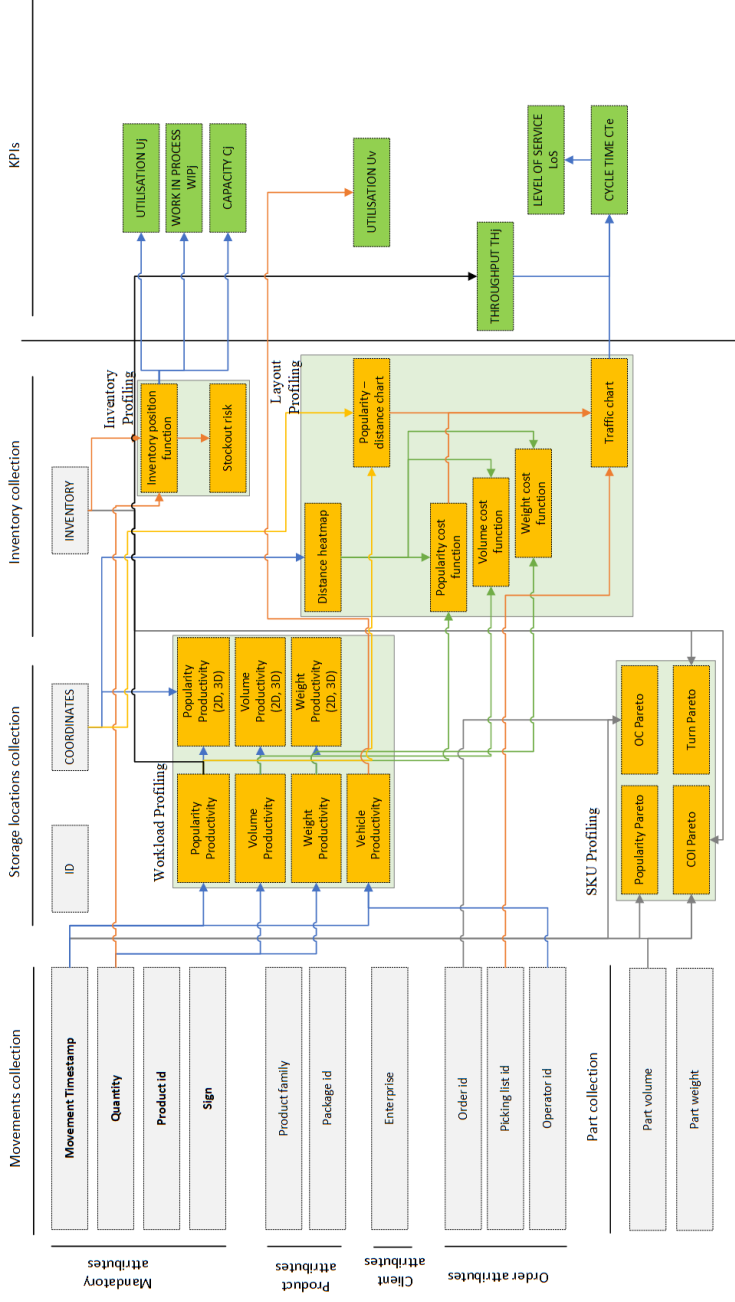 Movements collection
Storage locations collection
Inventory collection
KPIs
Mandatory
attributes
Movement Timestamp
Quantity
Product id
Sign
Product
attributes
Product family
Package id
Client
attributes
Enterprise
Order attributes
Order id
Picking list id
Operator id
Part collection
Part volume
Part weight
ID
COORDINATES
Workload Profiling
Popularity
Productivity
Volume
Productivity
Weight
Productivity
Vehicle
Productivity
Popularity
Productivity
(2D, 3D)
Volume
Productivity
(2D, 3D)
Weight
Productivity
(2D, 3D)
SKU Profiling
Popularity Pareto
COI Pareto
OC Pareto
Turn Pareto
INVENTORY
Inventory
Profiling
Inventory position
function
Stockout risk
Layout
Profiling
Distance heatmap
Popularity –
distance chart
Popularity cost
function
Volume cost
function
Weight cost
function
Traffic chart
UTILISATION Uj
WORK IN PROCESS
WIPj
CAPACITY Cj
UTILISATION Uv
THROUGHPUT THj
LEVEL OF SERVICE
LoS
CYCLE TIME CTe